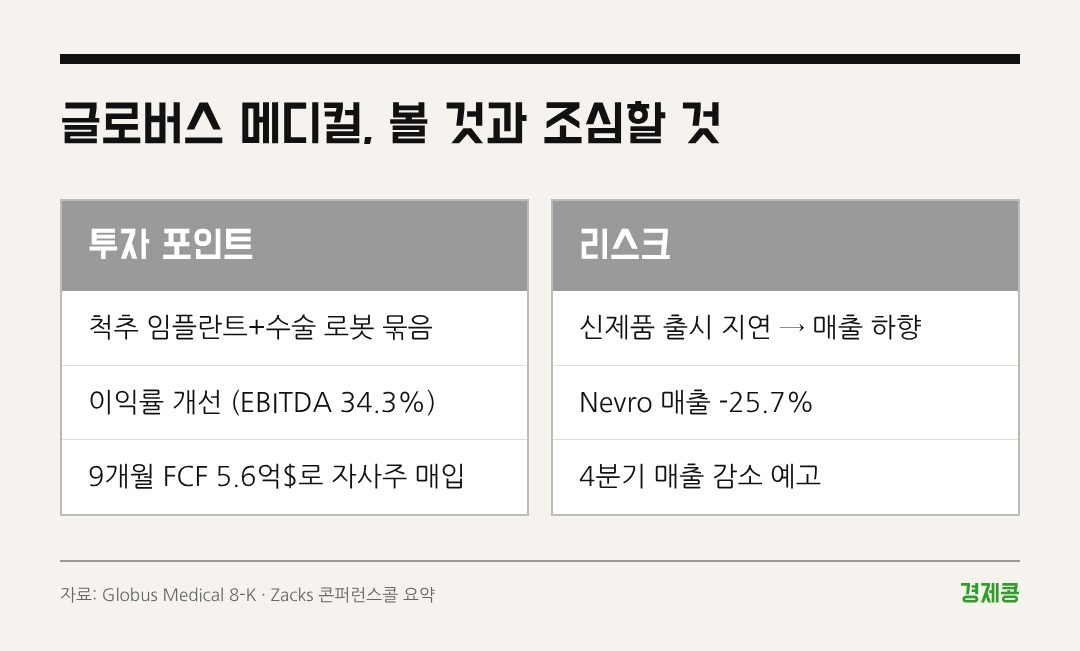 글로버스 메디컬, 볼 것과 조심할 것
투자 포인트
척추 임플란트+수술 로봇 묶음
이익률 개선 (EBITDA 34.3%)
9개월 FCF 5.6억$로 자사주 매입
리스크
신제품 출시 지연 → 매출 하향
Nevro 매출 -25.7%
4분기 매출 감소 예고
자료: Globus Medical 8-K · Zacks 콘퍼런스콜 요약
경제콩